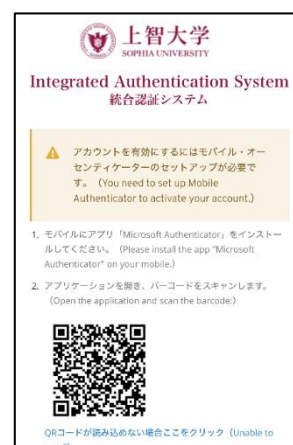 上智大学
SOPHIA UNIVERSITY
Integrated Authentication System
統合認証システム
アカウントを有効にするにはモバイル・オー
センティケーターのセットアップが必要で
す。（You need to set up Mobile
Authenticator to activate your account.）
1. モバイルにアプリ「Microsoft Authenticator」をインストー
ルしてください。（Please install the app "Microsoft
Authenticator" on your mobile.）
2. アプリケーションを開き、バーコードをスキャンします。
（Open the application and scan the barcode:）
QRコードが読み込めない場合ここをクリック（Unable to